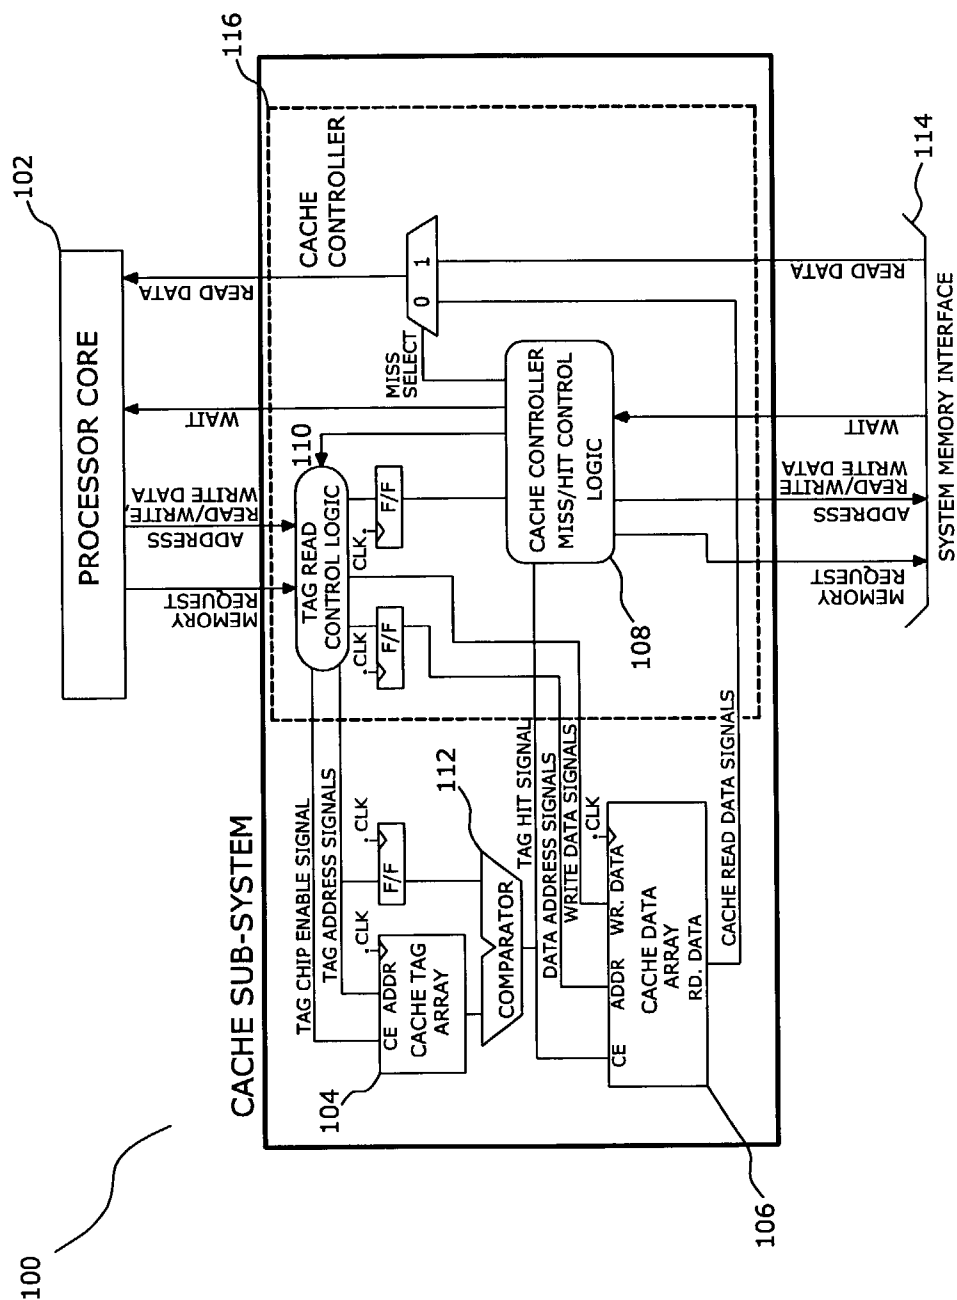 100
CACHE SUB-SYSTEM
102
PROCESSOR CORE
116
MEMORY
REQUEST
ADDRESS
READ/WRITE,
WRITE DATA
WAIT
READ DATA
CACHE
CONTROLLER
110
TAG READ
CONTROL LOGIC
.CLK
F/F
CLK.
F/F
MISS
SELECT
0 1
TAG CHIP ENABLE SIGNAL
TAG ADDRESS SIGNALS
.CLK
.CLK
F/F
104
CE ADDR
CACHE TAG
ARRAY
112
COMPARATOR
CACHE CONTROLLER
MISS/HIT CONTROL
LOGIC
108
TAG HIT SIGNAL
DATA ADDRESS SIGNALS
WRITE DATA SIGNALS
.CLK
CE ADDR WR. DATA
CACHE DATA
ARRAY
RD. DATA
106
CACHE READ DATA SIGNALS
MEMORY
REQUEST
ADDRESS
READ/WRITE
WRITE DATA
WAIT
READ DATA
114
SYSTEM MEMORY INTERFACE